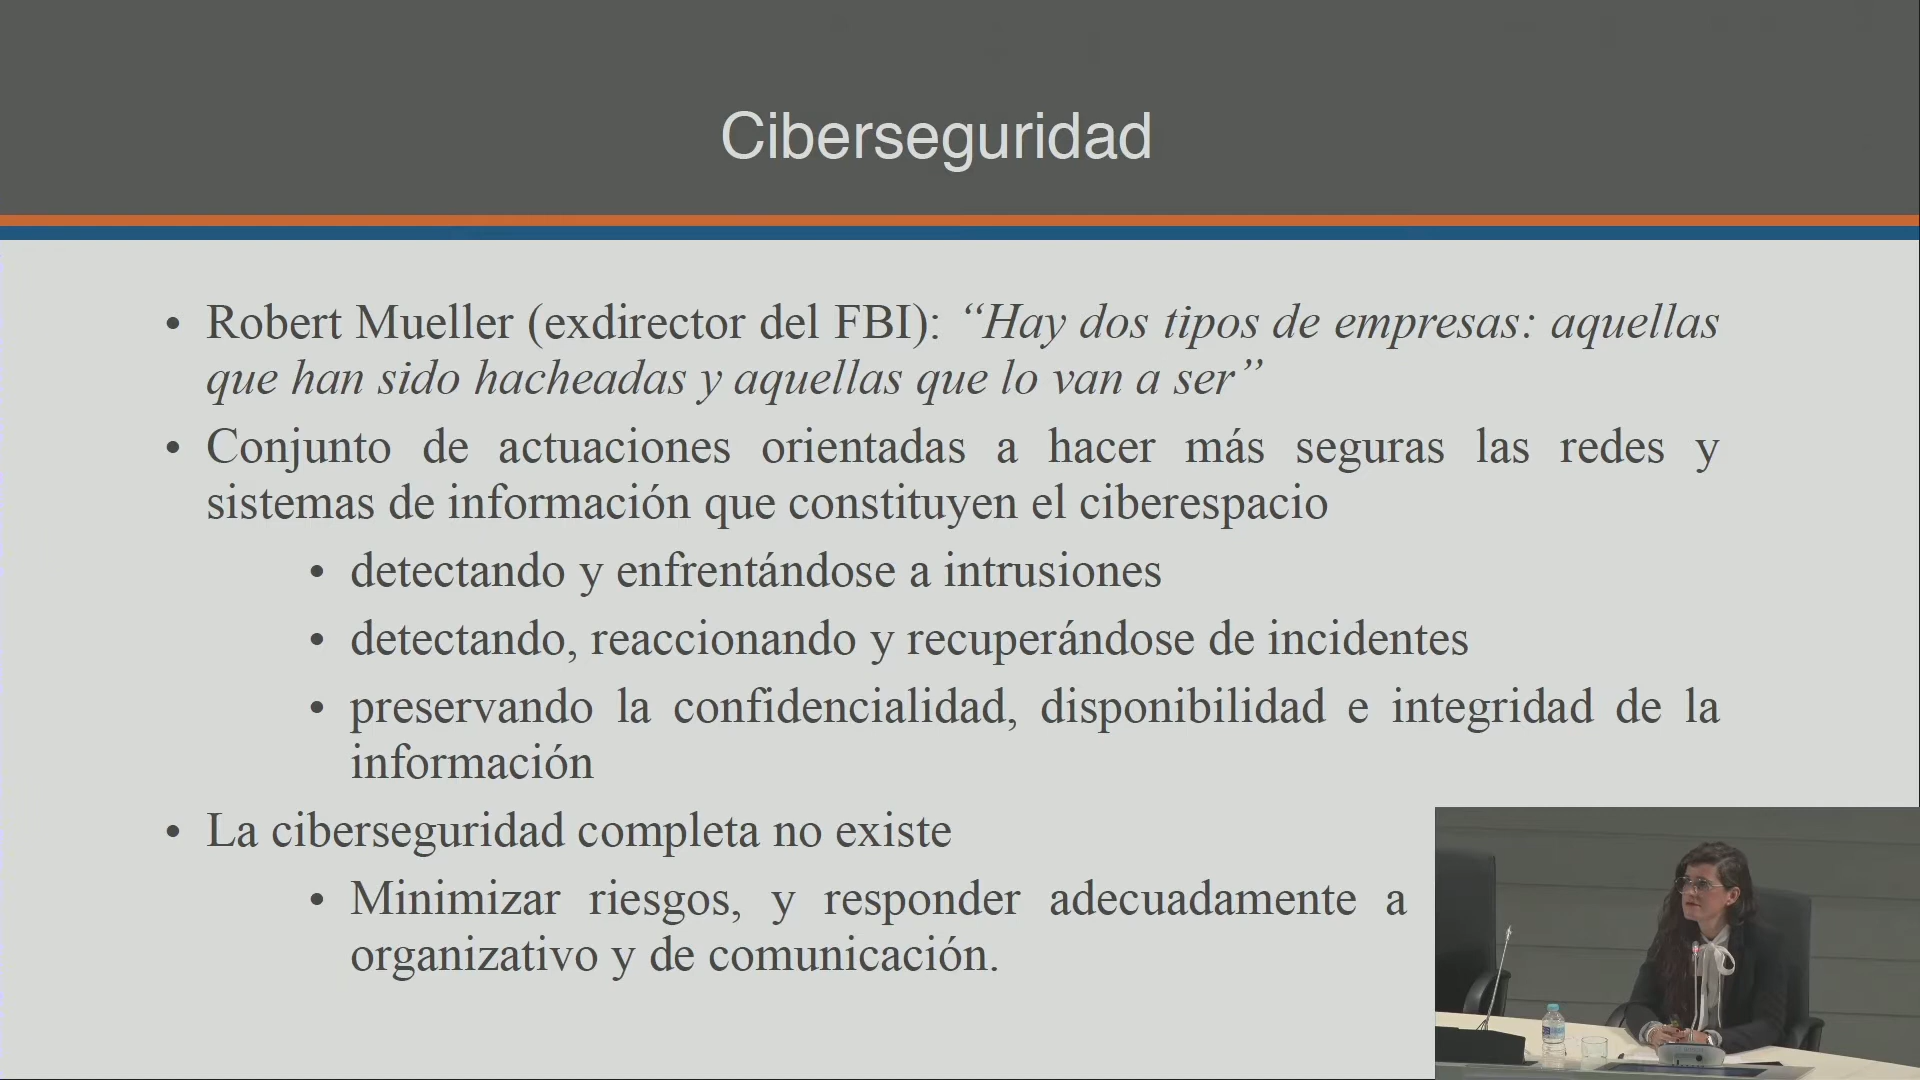 Ciberseguridad
• Robert Mueller (exdirector del FBI): “Hay dos tipos de empresas: aquellas
que han sido hacheadas y aquellas que lo van a ser”
• Conjunto de actuaciones orientadas a hacer más seguras las redes y
sistemas de información que constituyen el ciberespacio
• detectando y enfrentándose a intrusiones
• detectando, reaccionando y recuperándose de incidentes
• preservando la confidencialidad, disponibilidad e integridad de la
información
• La ciberseguridad completa no existe
• Minimizar riesgos, y responder adecuadamente a
organizativo y de comunicación.